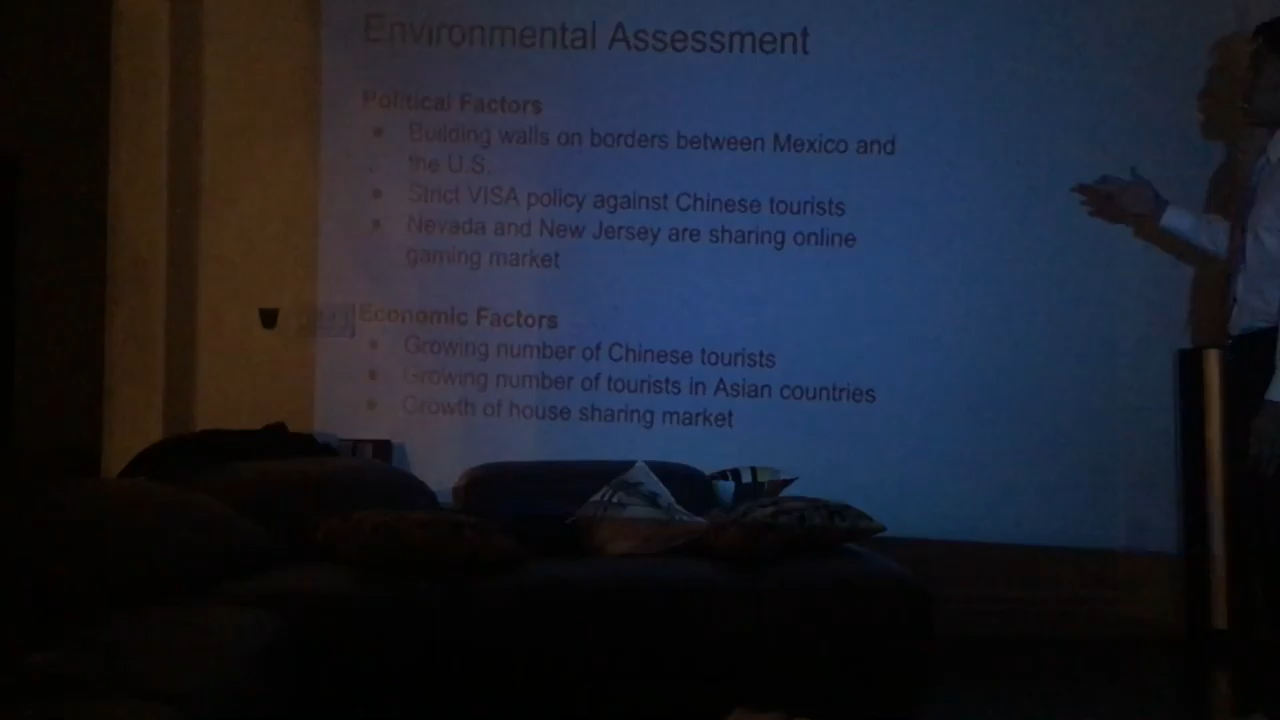 Environmental Assessment
Political Factors
● Building walls on borders between Mexico and
the U.S.
● Strict VISA policy against Chinese tourists
● Nevada and New Jersey are sharing online
gaming market
Economic Factors
● Growing number of Chinese tourists
● Growing number of tourists in Asian countries
● Growth of house sharing market